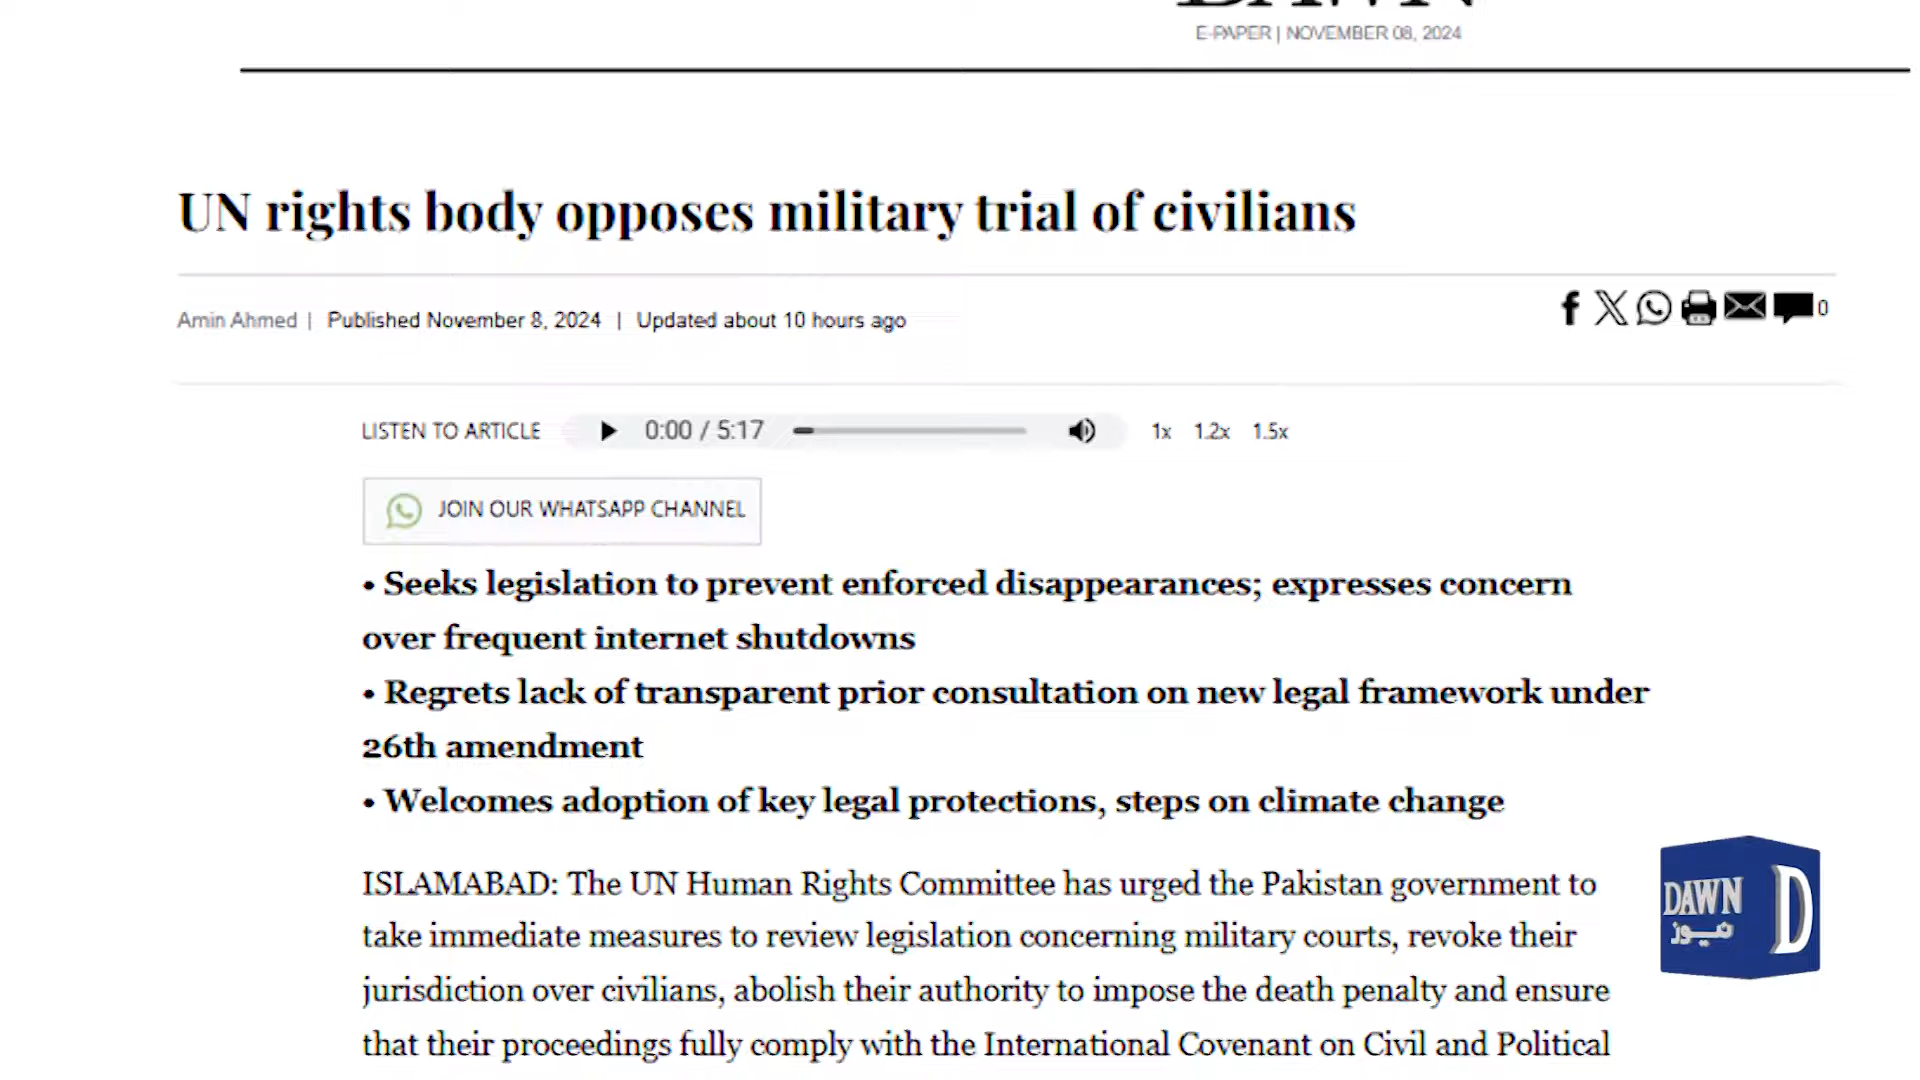 DAWN
E-PAPER | NOVEMBER 08, 2024
UN rights body opposes military trial of civilians
Amin Ahmed | Published November 8, 2024 | Updated about 10 hours ago
0
LISTEN TO ARTICLE 0:00 / 5:17 1x 1.2x 1.5x
JOIN OUR WHATSAPP CHANNEL
• Seeks legislation to prevent enforced disappearances; expresses concern
over frequent internet shutdowns
• Regrets lack of transparent prior consultation on new legal framework under
26th amendment
• Welcomes adoption of key legal protections, steps on climate change
ISLAMABAD: The UN Human Rights Committee has urged the Pakistan government to
take immediate measures to review legislation concerning military courts, revoke their
jurisdiction over civilians, abolish their authority to impose the death penalty and ensure
that their proceedings fully comply with the International Covenant on Civil and Political
DAWN
نیوز
D